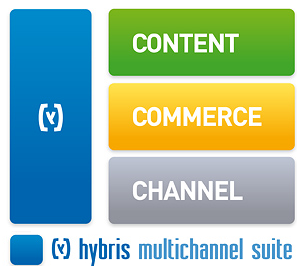 CONTENT
COMMERCE
CHANNEL
hybris multichannel suite